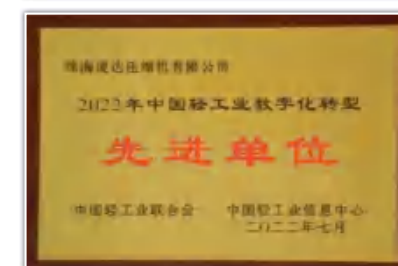 珠海凌达压缩机有限公司
2022年中国轻工业数字化转型
先进单位
中国轻工业联合会 中国轻工业信息中心
二〇二二年七月